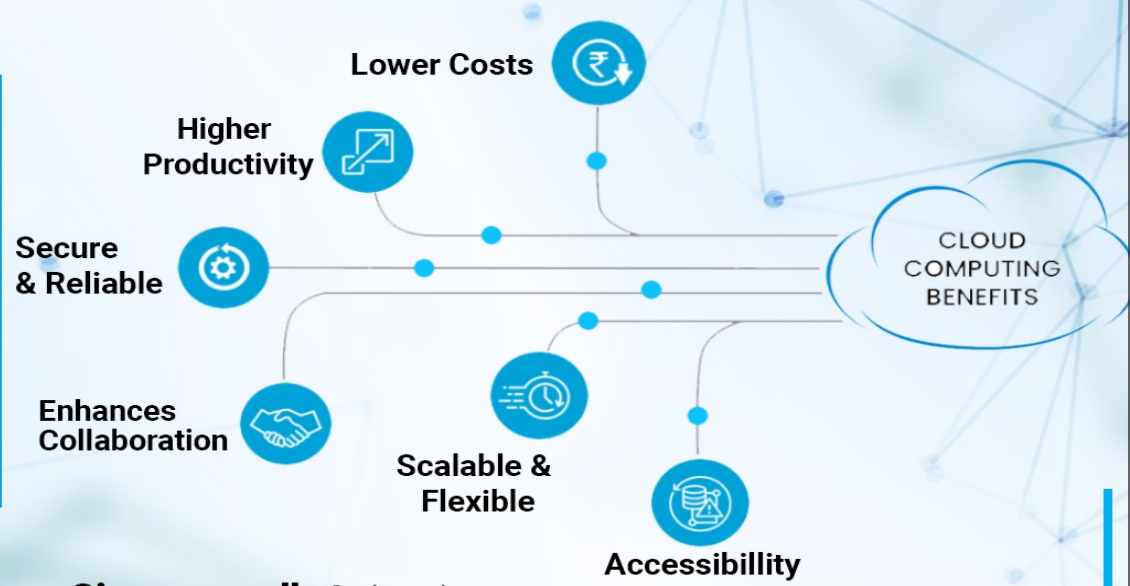 Lower Costs
Higher
Productivity
Secure
& Reliable
CLOUD
COMPUTING
BENEFITS
Enhances
Collaboration
Scalable &
Flexible
Accessibillity